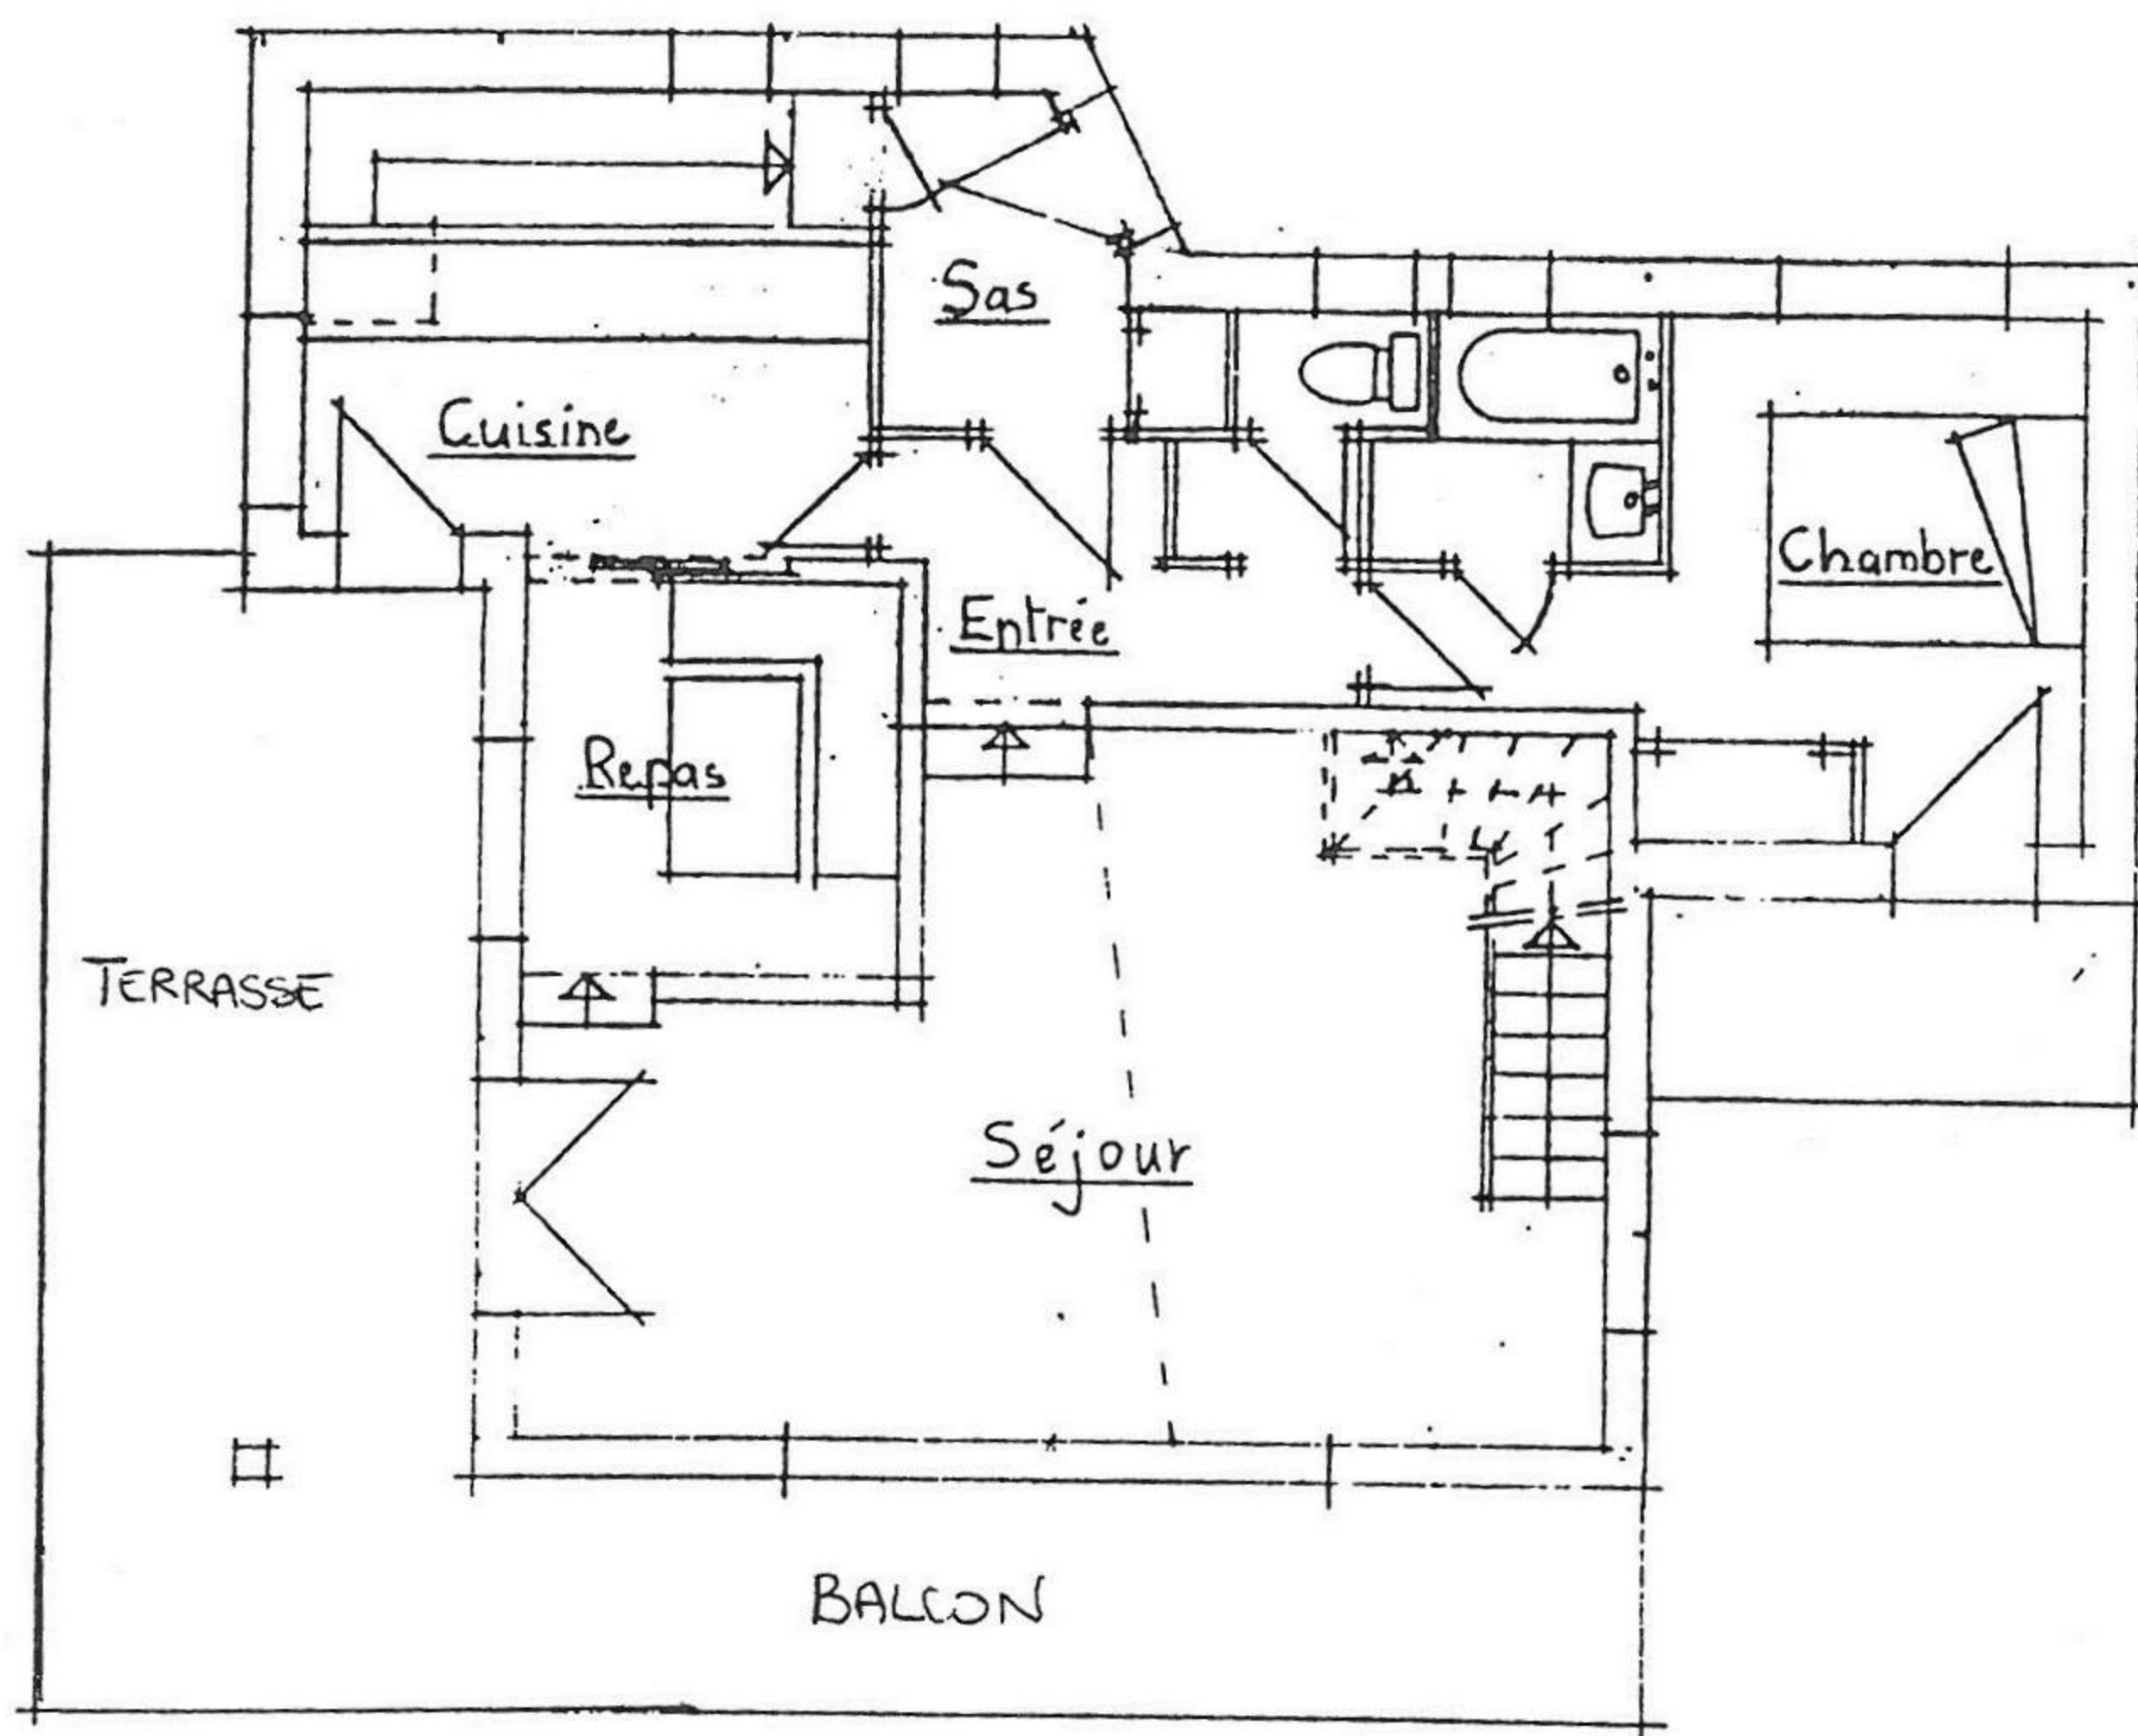 Sas
Cuisine
Chambre
Entrée
Repas
TERRASSE
Séjour
BALCON